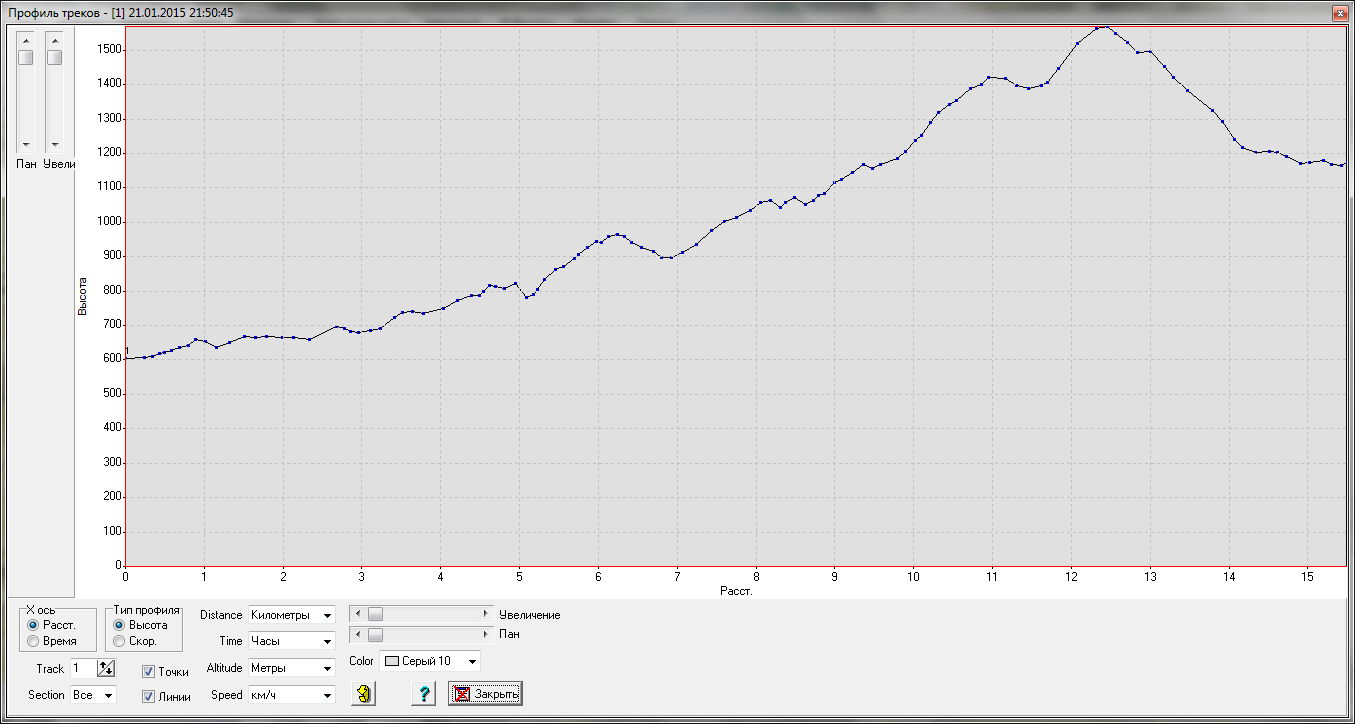 Профиль треков - [1] 21.01.2015 21:50:45
Пан Увели
Высота
1500
1400
1300
1200
1100
1000
900
800
700
600
500
400
300
200
100
0
1
0 1 2 3 4 5 6 7 8 9 10 11 12 13 14 15
Расст.
X ось
Расст.
Время
Тип профиля
Высота
Скор.
Distance Километры
Time Часы
Altitude Метры
Speed км/ч
Увеличение
Пан
Color Серый 10
Track 1
Section Все
Точки
Линии
?
Закрыть